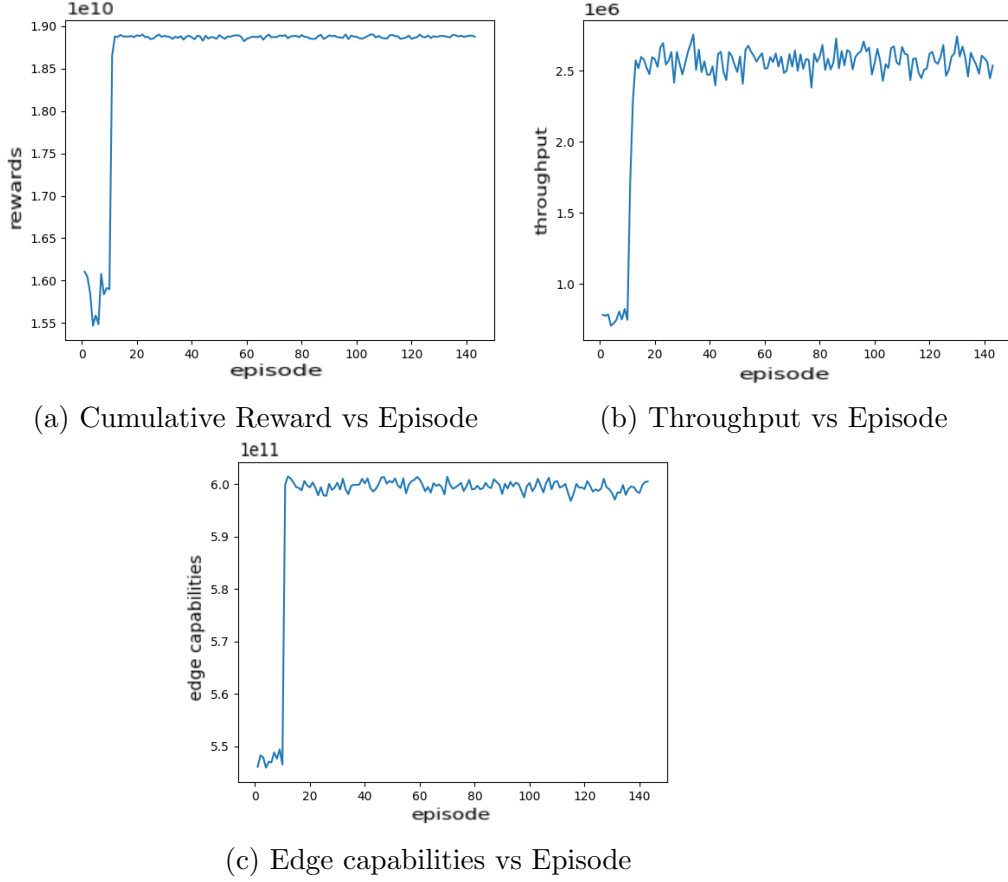 1e10
1.90
1.85
1.80
1.75
1.70
1.65
1.60
1.55
rewards
0 20 40 60 80 100 120 140
episode
(a) Cumulative Reward vs Episode
1e6
2.5
2.0
1.5
1.0
throughput
0 20 40 60 80 100 120 140
episode
(b) Throughput vs Episode
1e11
6.0
5.9
5.8
5.7
5.6
5.5
edge capabilities
0 20 40 60 80 100 120 140
episode
(c) Edge capabilities vs Episode